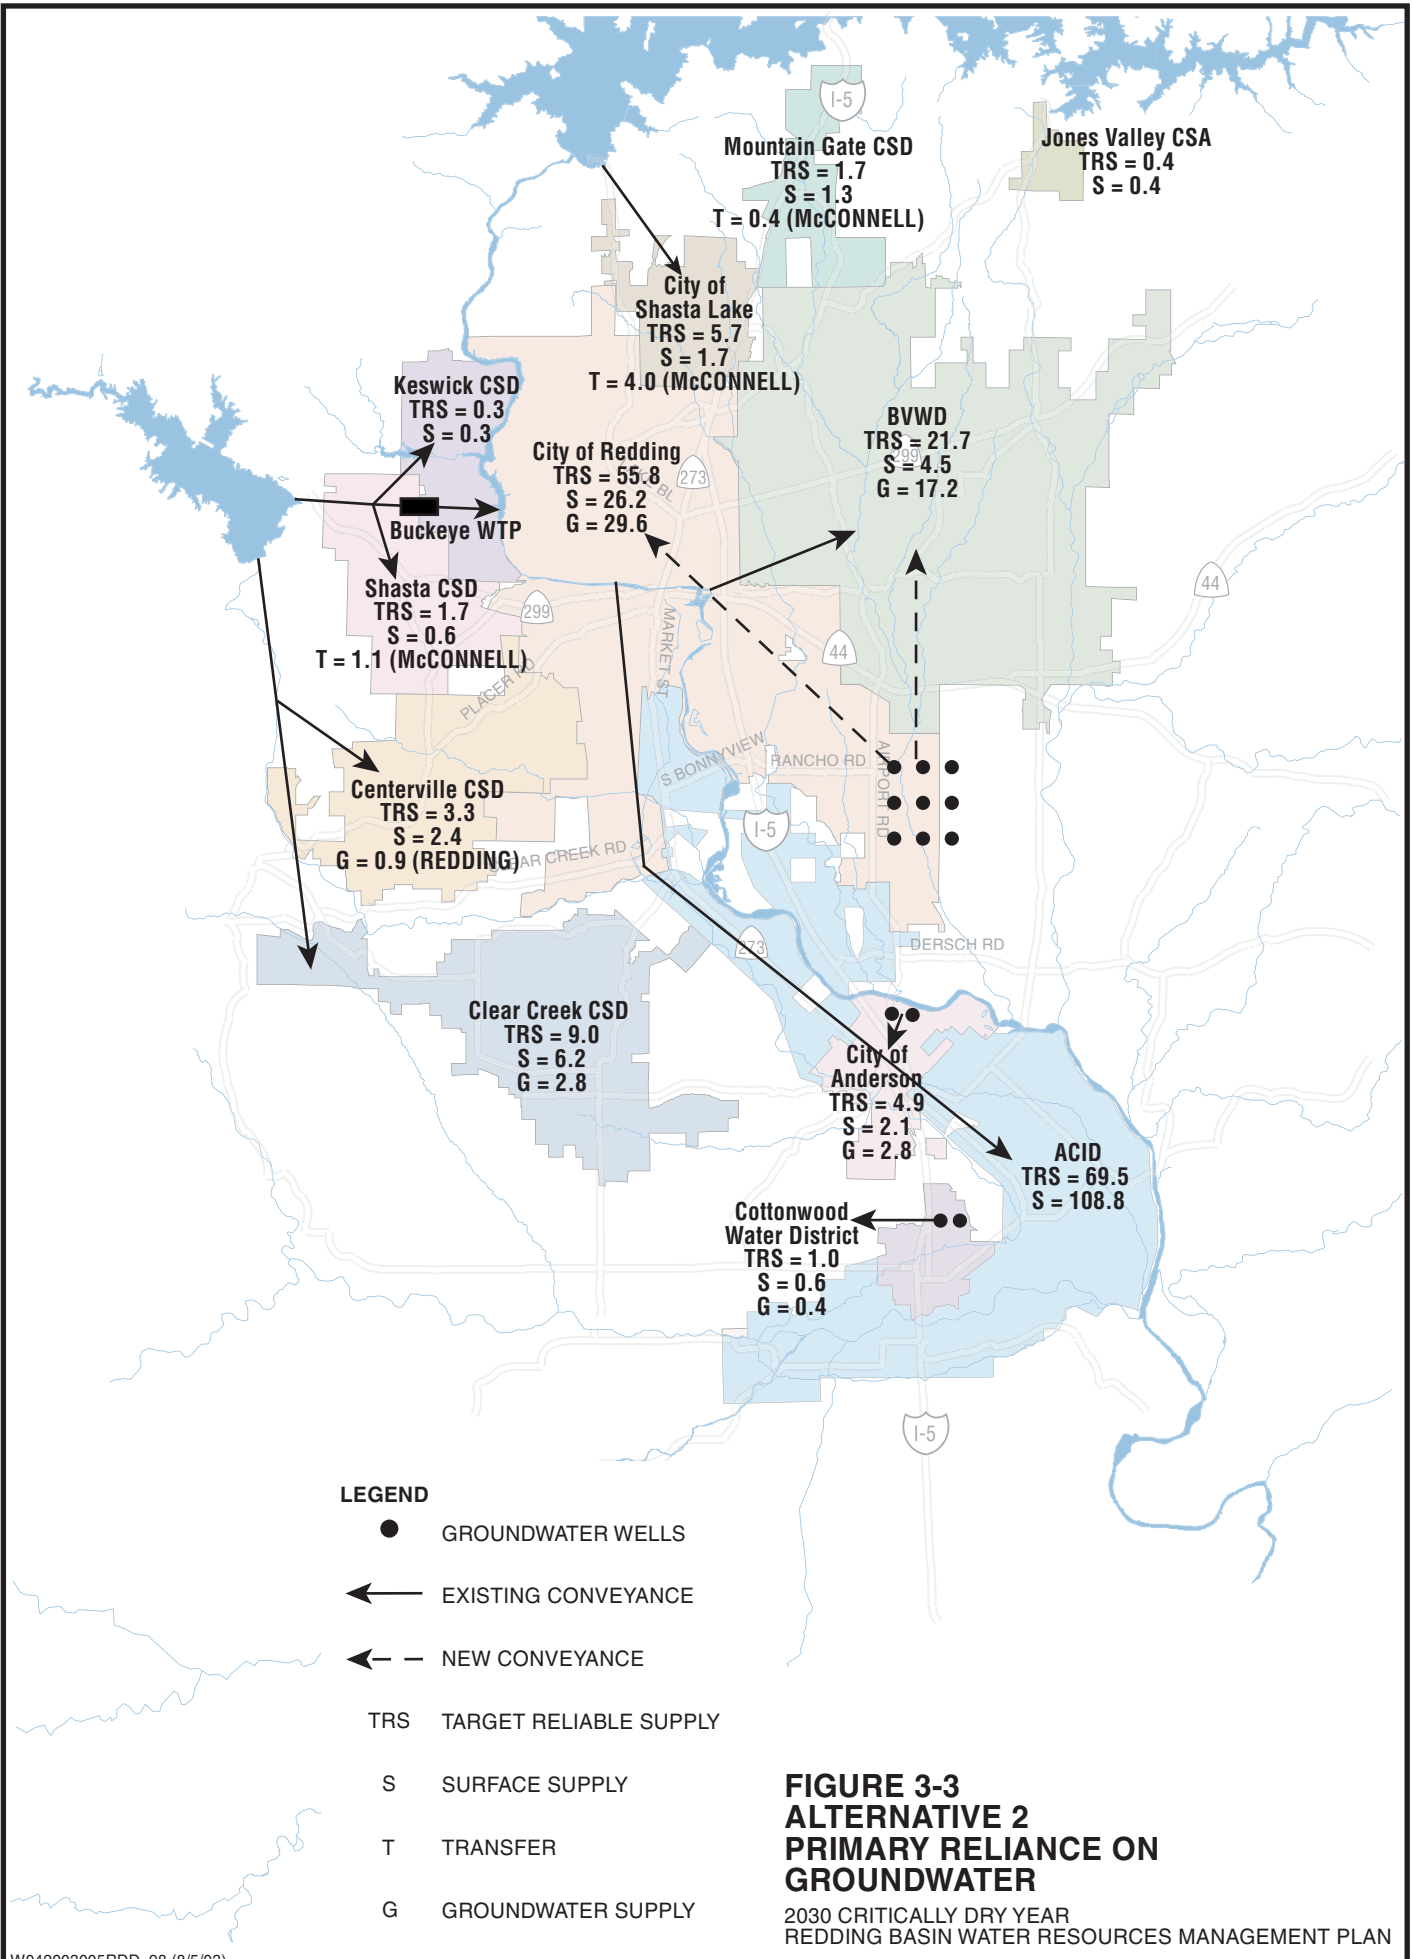 I-5
Mountain Gate CSD
TRS = 1.7
S = 1.3
T = 0.4 (McCONNELL)
Jones Valley CSA
TRS = 0.4
S = 0.4
City of
Shasta Lake
TRS = 5.7
S = 1.7
T = 4.0 (McCONNELL)
Keswick CSD
TRS = 0.3
S = 0.3
BVWD
TRS = 21.7
S = 4.5
G = 17.2
299
City of Redding
TRS = 55.8
S = 26.2
G = 29.6
BL
273
Buckeye WTP
Shasta CSD
TRS = 1.7
S = 0.6
T = 1.1 (McCONNELL)
299
44
44
MARKET ST
PLACER RD
S BONNYVIEW
RANCHO RD
AIRPORT RD
Centerville CSD
TRS = 3.3
S = 2.4
G = 0.9 (REDDING)
I-5
CLEAR CREEK RD
273
DERSCH RD
Clear Creek CSD
TRS = 9.0
S = 6.2
G = 2.8
City of
Anderson
TRS = 4.9
S = 2.1
G = 2.8
ACID
TRS = 69.5
S = 108.8
Cottonwood
Water District
TRS = 1.0
S = 0.6
G = 0.4
I-5
LEGEND
GROUNDWATER WELLS
EXISTING CONVEYANCE
NEW CONVEYANCE
TRS TARGET RELIABLE SUPPLY
S SURFACE SUPPLY
T TRANSFER
G GROUNDWATER SUPPLY
FIGURE 3-3
ALTERNATIVE 2
PRIMARY RELIANCE ON
GROUNDWATER
2030 CRITICALLY DRY YEAR
REDDING BASIN WATER RESOURCES MANAGEMENT PLAN